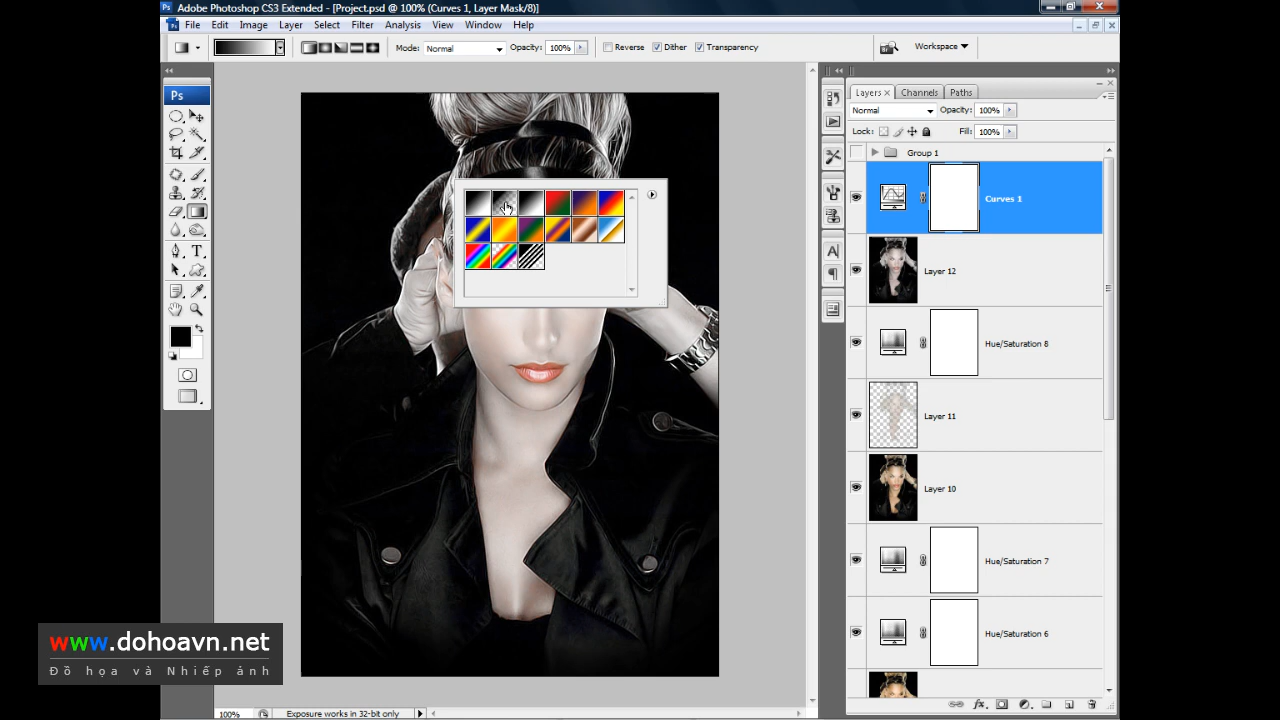 Adobe Photoshop CS3 Extended - [Project.psd @ 100% (Curves 1, Layer Mask/8)]
File Edit Image Layer Select Filter Analysis View Window Help
Mode: Normal Opacity: 100% Reverse Dither Transparency Workspace
Ps
Layers x Channels Paths
Normal Opacity: 100%
Lock: Fill: 100%
Group 1
Curves 1
Layer 12
Hue/Saturation 8
Layer 11
Layer 10
Hue/Saturation 7
Hue/Saturation 6
www.dohoavn.net
Đồ họa và Nhiếp ảnh
100% Exposure works in 32-bit only